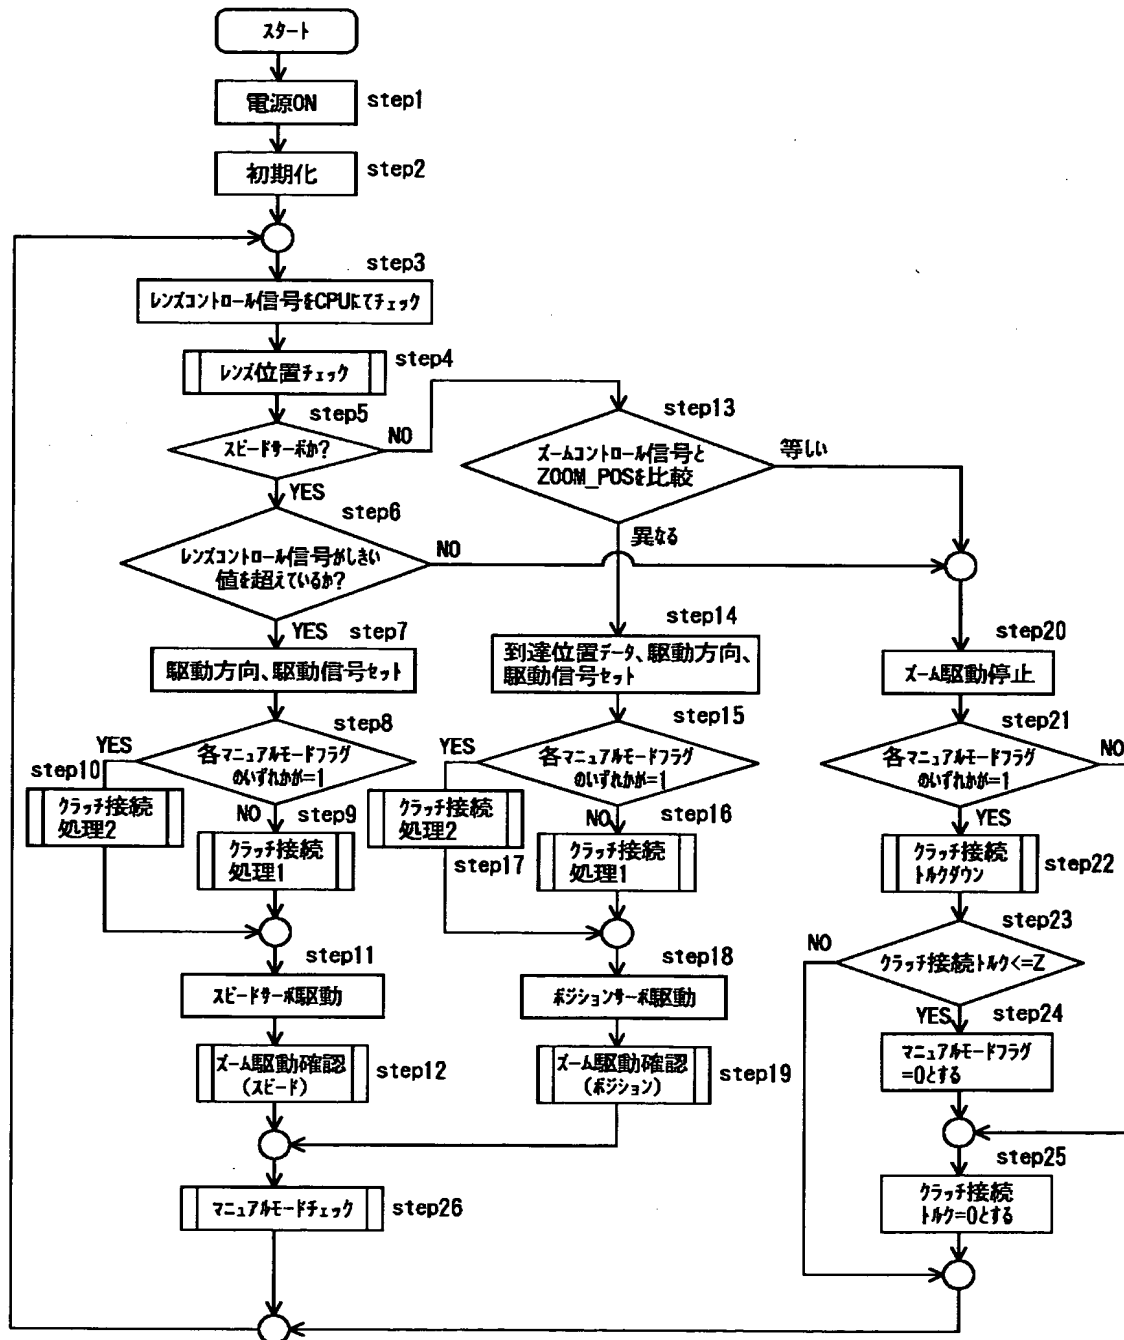 スタート
電源ON
step1
初期化
step2
step3
レンズコントロール信号をCPUにてチェック
レンズ位置チェック
step4
step5
スピードサーボか?
NO
YES
step13
ズームコントロール信号と
ZOOM_POSを比較
等しい
異なる
step6
レンズコントロール信号がしきい
値を超えているか?
NO
YES
step7
駆動方向、駆動信号セット
step14
到達位置データ、駆動方向、
駆動信号セット
step20
ズーム駆動停止
step8
各マニュアルモードフラグ
のいずれかが=1
YES
NO
step10
クラッチ接続
処理2
step9
クラッチ接続
処理1
step15
各マニュアルモードフラグ
のいずれかが=1
YES
NO
クラッチ接続
処理2
step17
step16
クラッチ接続
処理1
step21
各マニュアルモードフラグ
のいずれかが=1
NO
YES
クラッチ接続
トルクダウン
step22
step23
クラッチ接続トルク<=Z
NO
YES
step11
スピードサーボ駆動
step18
ポジションサーボ駆動
step24
マニュアルモードフラグ
=0とする
ズーム駆動確認
(スピード)
step12
ズーム駆動確認
(ポジション)
step19
step25
クラッチ接続
トルク=0とする
マニュアルモードチェック
step26